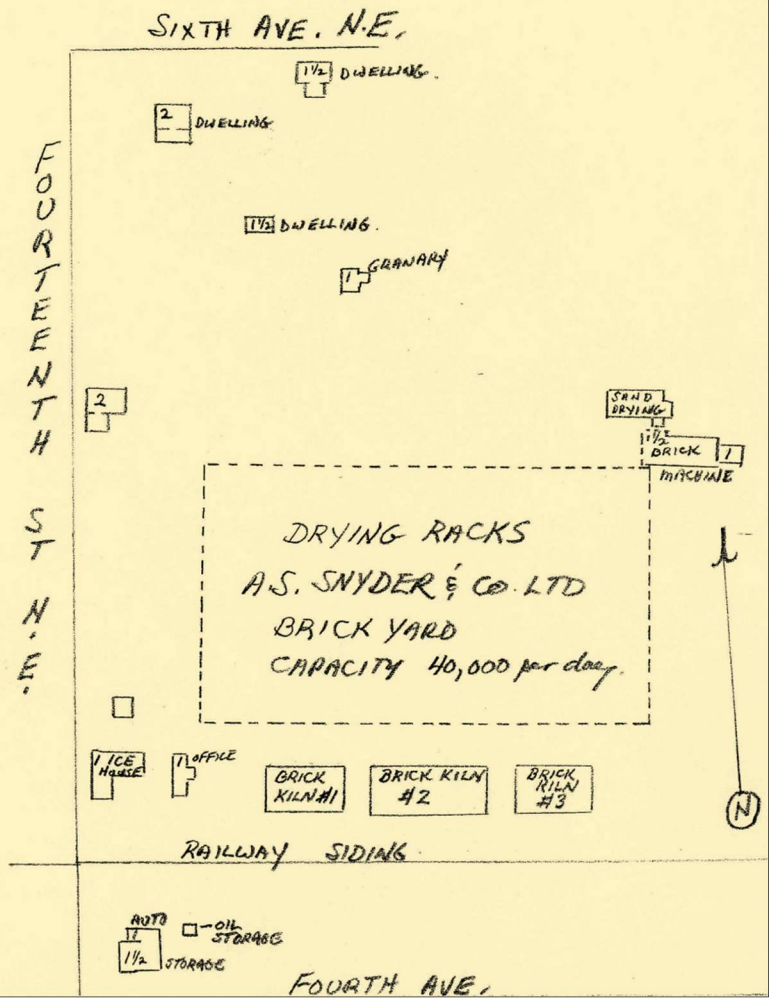 SIXTH AVE. N.E.
1½ DWELLING.
2 DWELLING
FOURTEENTH ST N.E.
1½ DWELLING.
1 GRANARY
2
SAND
DRYING
1½
BRICK 1
MACHINE
DRYING RACKS
A.S. SNYDER & CO. LTD
BRICK YARD
CAPACITY 40,000 per day.
1 ICE
HOUSE
1 OFFICE
BRICK
KILN #1
BRICK KILN
#2
BRICK
KILN
#3
N
RAILWAY SIDING
AUTO
1
1½ STORAGE
OIL
STORAGE
FOURTH AVE.